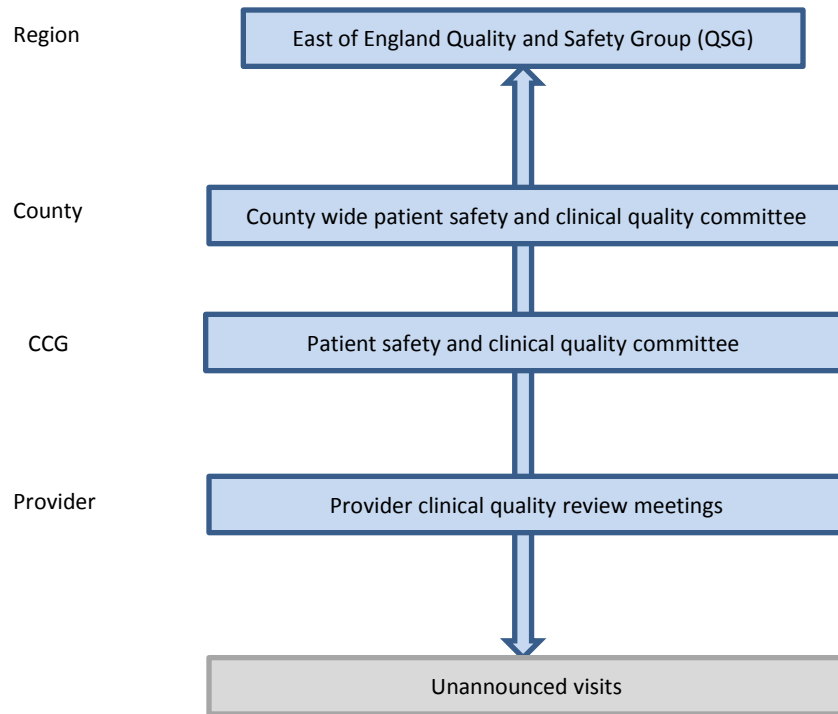 Region
East of England Quality and Safety Group (QSG)
County
County wide patient safety and clinical quality committee
CCG
Patient safety and clinical quality committee
Provider
Provider clinical quality review meetings
Unannounced visits